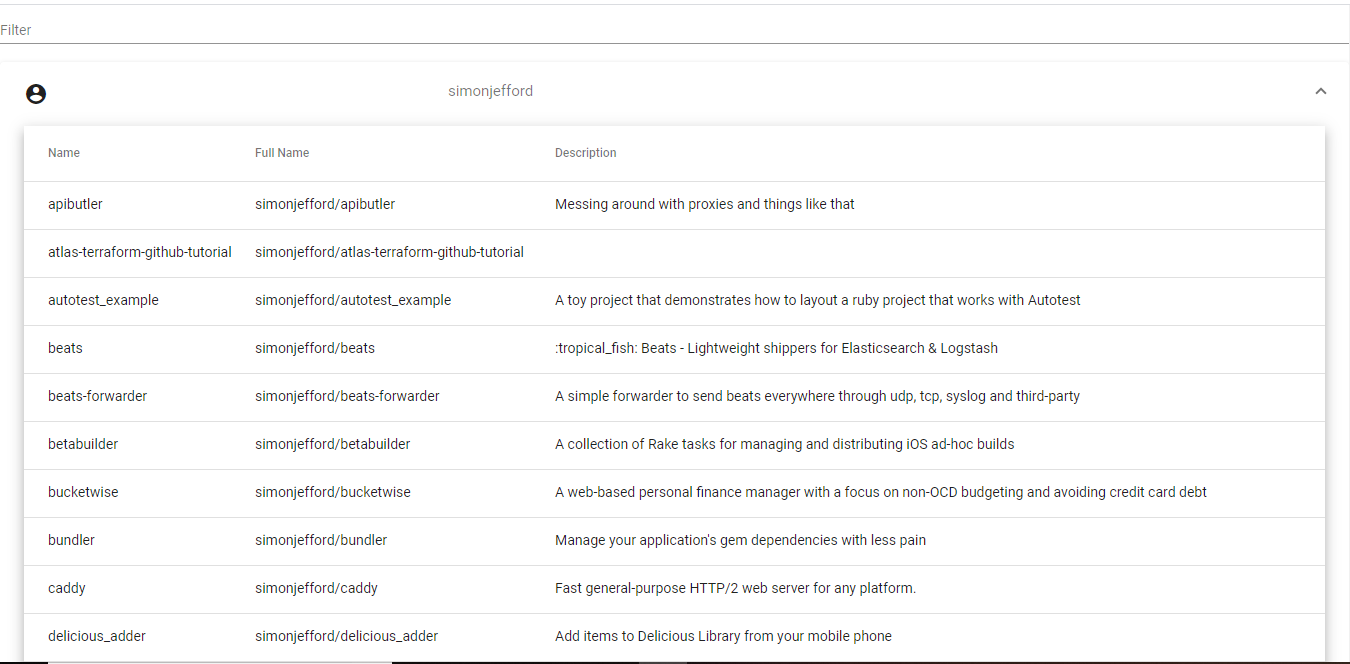 Filter
simonjefford
Name Full Name Description
apibutler simonjefford/apibutler Messing around with proxies and things like that
atlas-terraform-github-tutorial simonjefford/atlas-terraform-github-tutorial
autotest_example simonjefford/autotest_example A toy project that demonstrates how to layout a ruby project that works with Autotest
beats simonjefford/beats :tropical_fish: Beats - Lightweight shippers for Elasticsearch & Logstash
beats-forwarder simonjefford/beats-forwarder A simple forwarder to send beats everywhere through udp, tcp, syslog and third-party
betabuilder simonjefford/betabuilder A collection of Rake tasks for managing and distributing iOS ad-hoc builds
bucketwise simonjefford/bucketwise A web-based personal finance manager with a focus on non-OCD budgeting and avoiding credit card debt
bundler simonjefford/bundler Manage your application's gem dependencies with less pain
caddy simonjefford/caddy Fast general-purpose HTTP/2 web server for any platform.
delicious_adder simonjefford/delicious_adder Add items to Delicious Library from your mobile phone